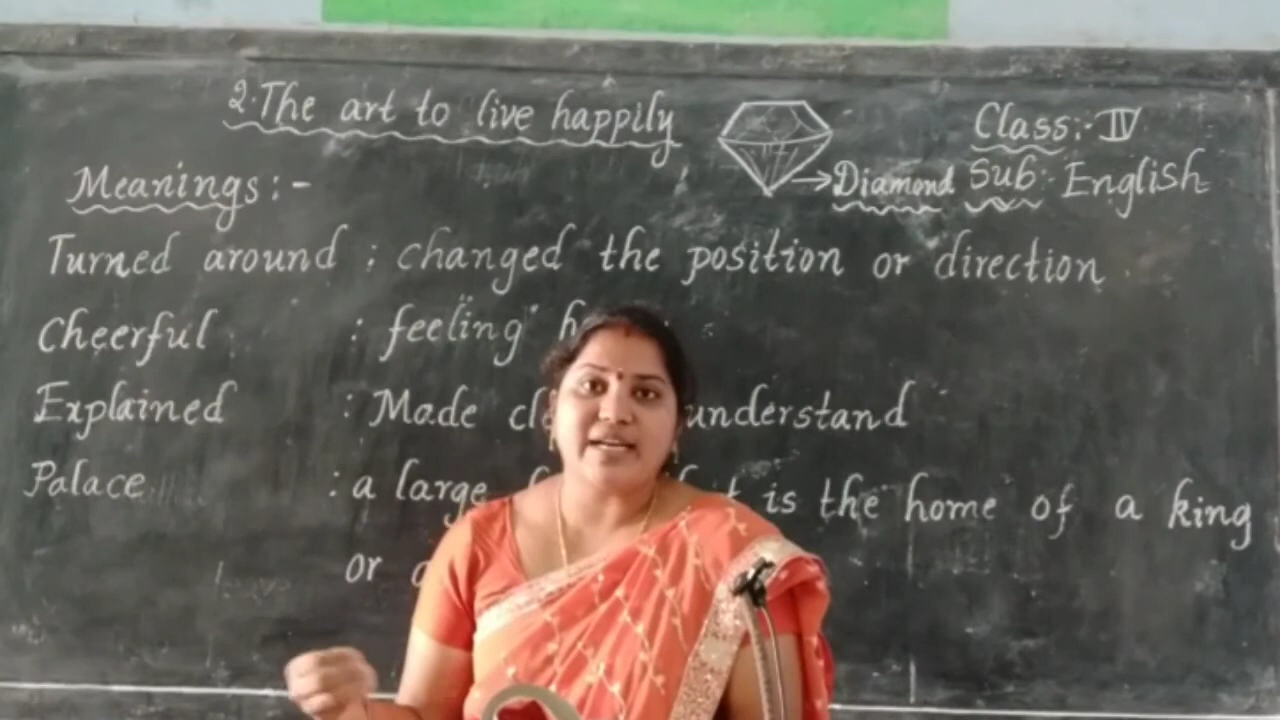 2. The art to live happily
Class:- IV
Diamond
Sub: English
Meanings:-
Turned around : changed the position or direction
Cheerful : feeling
Explained : Made understand
Palace : a large is the home of a king
or